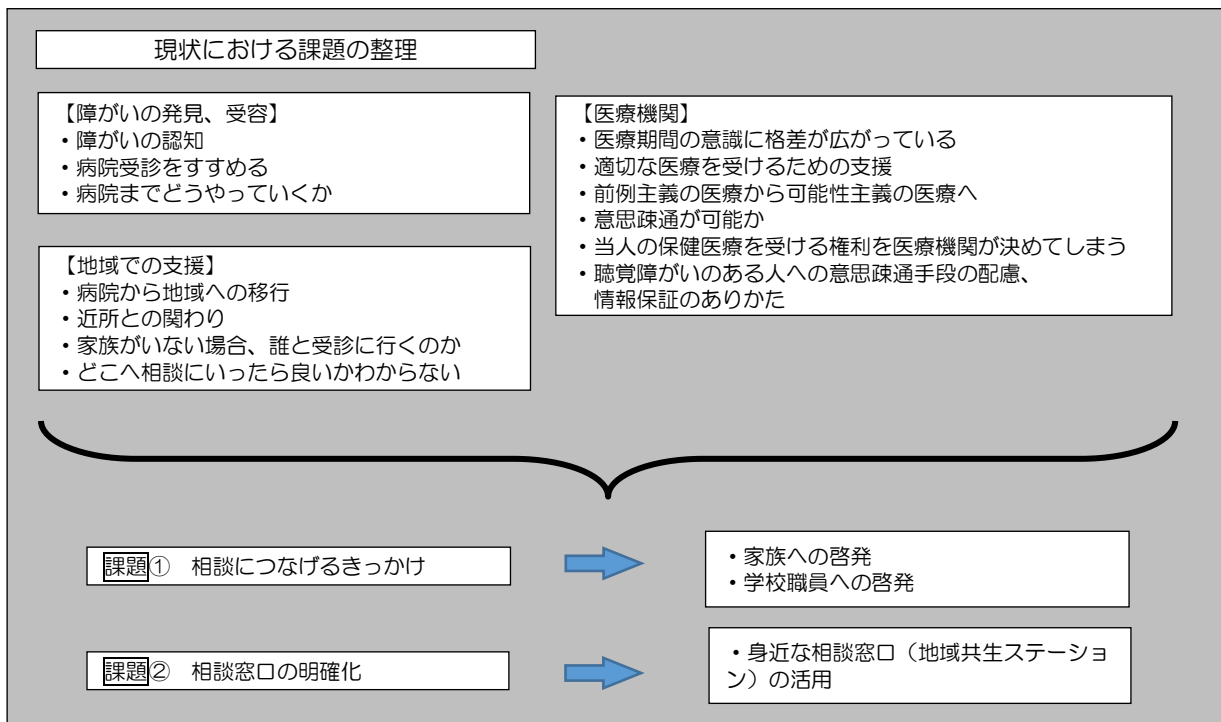 現状における課題の整理
【障がいの発見、受容】
・障がいの認知
・病院受診をすすめる
・病院までどうやっていくか
【地域での支援】
・病院から地域への移行
・近所との関わり
・家族がいない場合、誰と受診に行くのか
・どこへ相談にいったら良いかわからない
【医療機関】
・医療期間の意識に格差が広がっている
・適切な医療を受けるための支援
・前例主義の医療から可能性主義の医療へ
・意思疎通が可能か
・当人の保健医療を受ける権利を医療機関が決めてしまう
・聴覚障がいのある人への意思疎通手段の配慮、
情報保証のありかた
課題① 相談につなげるきっかけ
・家族への啓発
・学校職員への啓発
課題② 相談窓口の明確化
・身近な相談窓口（地域共生ステーショ
ン）の活用